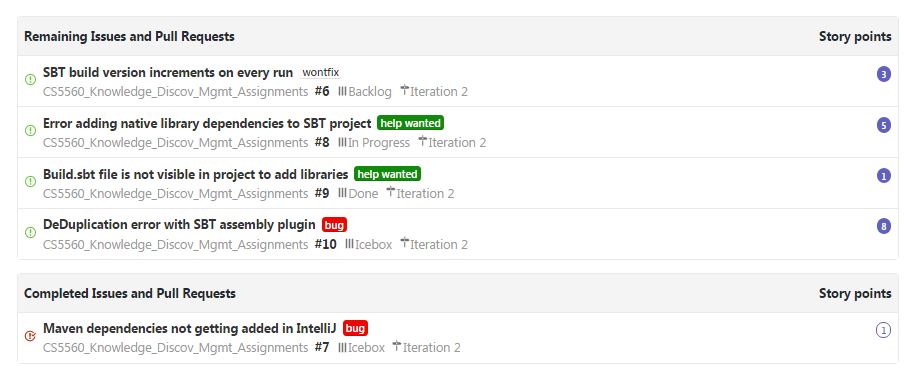 Remaining Issues and Pull Requests Story points
SBT build version increments on every run wontfix 3
CS5560_Knowledge_Discov_Mgmt_Assignments #6 Backlog Iteration 2
Error adding native library dependencies to SBT project help wanted 5
CS5560_Knowledge_Discov_Mgmt_Assignments #8 In Progress Iteration 2
Build.sbt file is not visible in project to add libraries help wanted 1
CS5560_Knowledge_Discov_Mgmt_Assignments #9 Done Iteration 2
DeDuplication error with SBT assembly plugin bug 8
CS5560_Knowledge_Discov_Mgmt_Assignments #10 Icebox Iteration 2
Completed Issues and Pull Requests Story points
Maven dependencies not getting added in IntelliJ bug 1
CS5560_Knowledge_Discov_Mgmt_Assignments #7 Icebox Iteration 2